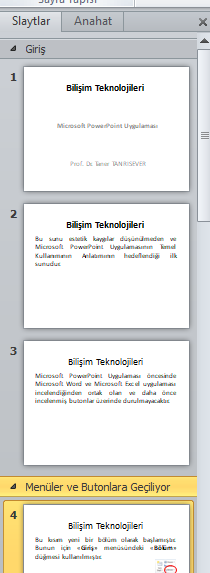 Sayfa Yapısı
Slaytlar Anahat
Giriş
1
Bilişim Teknolojileri
Microsoft PowerPoint Uygulaması
Prof. Dr. Taner TANRISEVER
2
Bilişim Teknolojileri
Bu sunu estetik kaygılar düşünülmeden ve
Microsoft PowerPoint Uygulamasının Temel
Kullanımının Anlatımının hedeflendiği ilk
sunudur.
3
Bilişim Teknolojileri
Microsoft PowerPoint Uygulaması öncesinde
Microsoft Word ve Microsoft Excel uygulaması
incelendiğinden ortak olan ve daha önce
incelenmiş butonlar üzerinde durulmayacaktır.
Menüler ve Butonlara Geçiliyor
4
Bilişim Teknolojileri
Bu kısım yeni bir bölüm olarak başlamıştır.
Bunun için «Giriş» menüsündeki «Bölüm»
düğmesi kullanılmıştır.